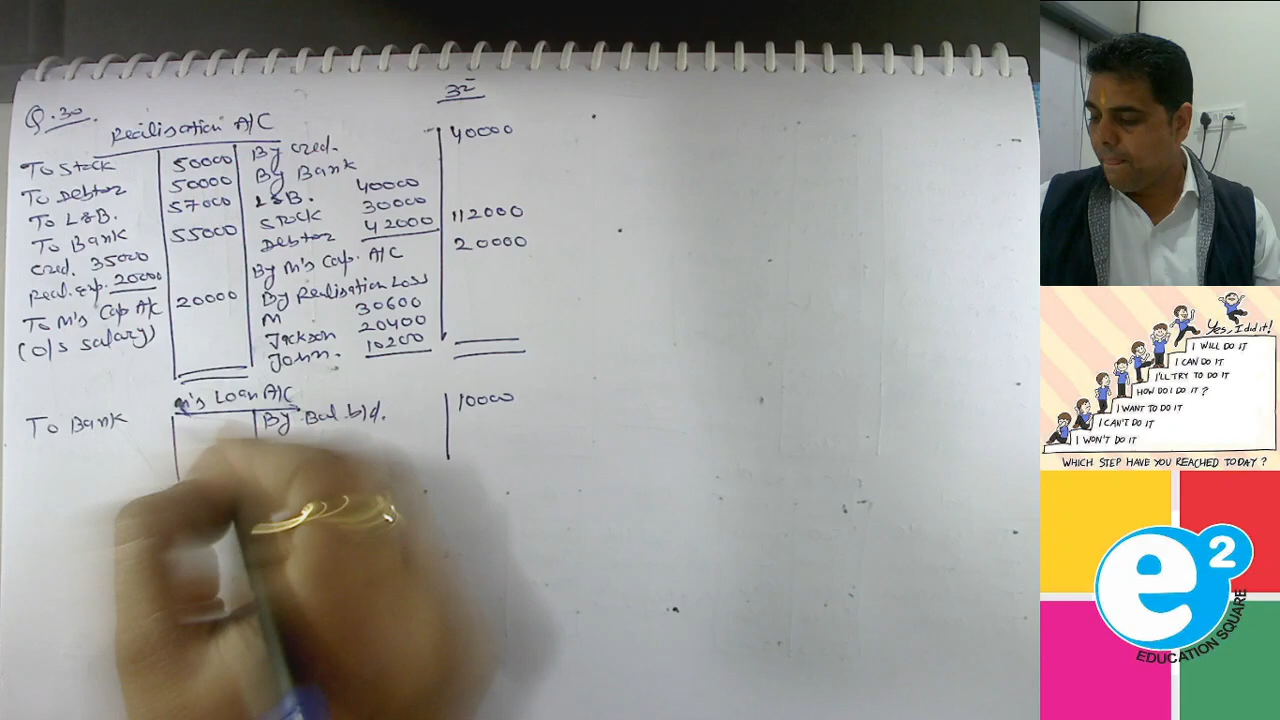 32
Q.30
Realisation A/C
To Stock 50000 By Cred. 40000
To Debtor 50000 By Bank
To L&B. 57000 L&B. 40000
To Bank 55000 Stock 30000
Cred. 35000 Debtor 42000 112000
Real. exp. 20000 By M's Cap. A/C 20000
To M's Cap A/C 20000 By Realisation Loss
(O/S Salary) M 30600
Jackson 20400
John. 10200
M's Loan A/C
To Bank By Bal b/d. 10000
Yes, I did it!
I WILL DO IT
I CAN DO IT
I'LL TRY TO DO IT
HOW DO I DO IT ?
I WANT TO DO IT
I CAN'T DO IT
I WON'T DO IT
WHICH STEP HAVE YOU REACHED TODAY ?
e2
EDUCATION SQUARE